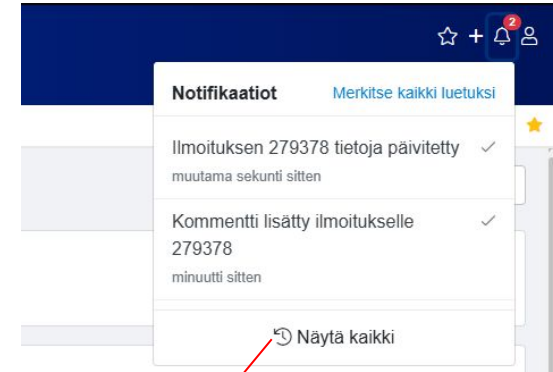 2
Notifikaatiot Merkitse kaikki luetuksi
Ilmoituksen 279378 tietoja päivitetty
muutama sekunti sitten
Kommentti lisätty ilmoitukselle
279378
minuutti sitten
Näytä kaikki